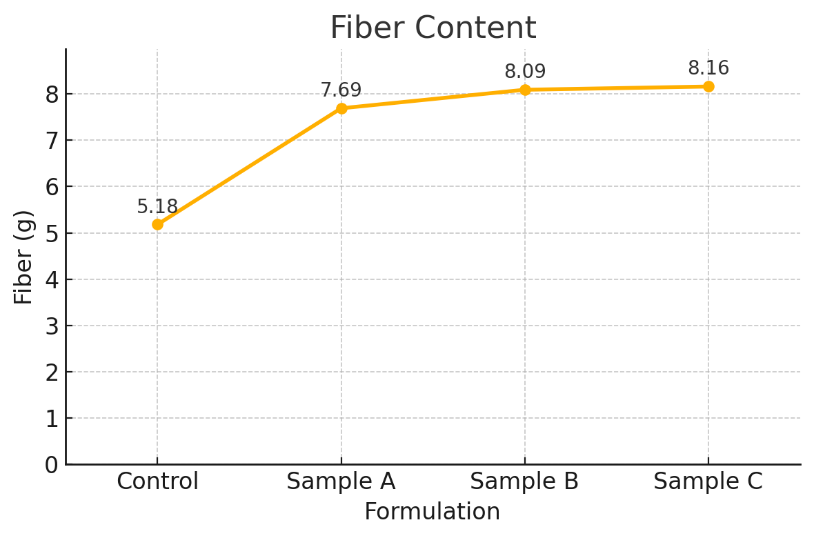 Fiber Content
8.16
8.09
7.69
5.18
8
7
6
5
4
3
2
1
0
Fiber (g)
Control
Sample A
Sample B
Sample C
Formulation